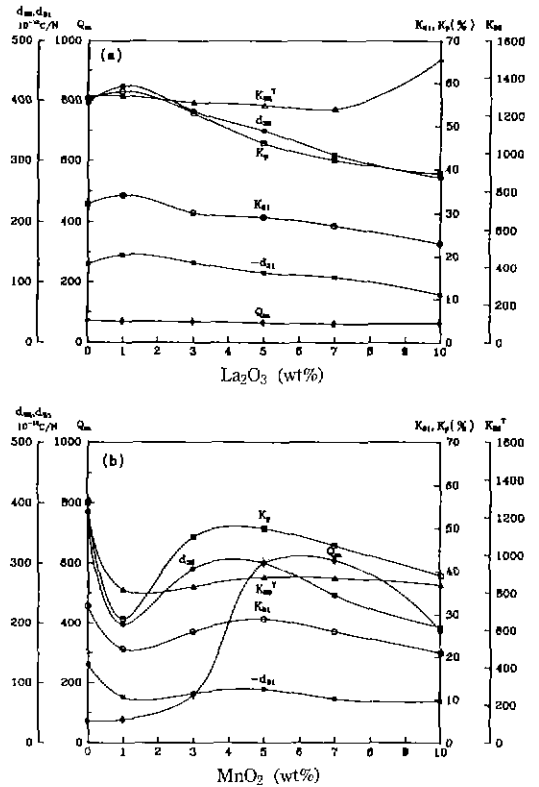 d₃₃,d₃₁ Qₘ K₃₁, Kₚ(%) K₃₃
10⁻¹²C/N
500 1000 70 1600
(a)
60 1400
400 800
K₃₃ᵀ 1200
50
d₃₃
300 600 1000
Kₚ 40
800
K₃₁ 30
200 400
600
20
-d₃₁ 400
100 200
10
Qₘ 200
0 0 0 0
0 1 2 3 4 5 6 7 8 9 10
La₂O₃ (wt%)
d₃₃,d₃₁ Qₘ K₃₁, Kₚ(%) K₃₃ᵀ
10⁻¹²C/N
500 1000 70 1600
(b)
60 1400
400 800
1200
Kₚ 50
Qₘ
300 600 d₃₃ 1000
40
K₃₃ᵀ 800
K₃₁ 30
200 400
600
20
400
100 200 -d₃₁
10
200
0 0 0 0
0 1 2 3 4 5 6 7 8 9 10
MnO₂ (wt%)